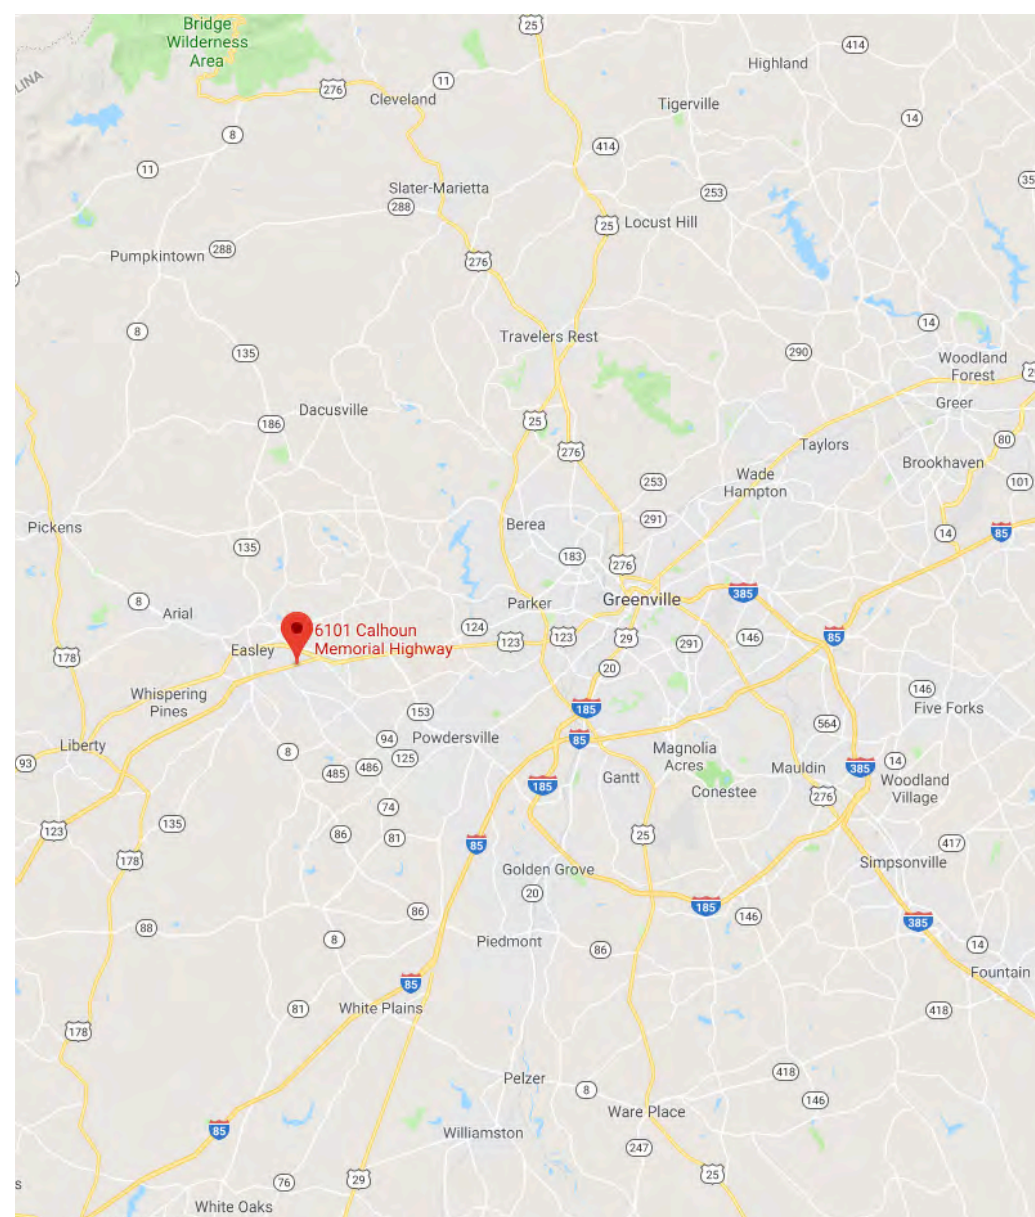 Bridge
Wilderness
Area
25
414
Highland
OLINA
276
11
Cleveland
Tigerville
14
8
414
11
253
35
Slater-Marietta
288
25
Locust Hill
Pumpkintown
288
276
8
14
Travelers Rest
135
290
Woodland
Forest
Dacusville
Greer
186
25
80
Taylors
276
Brookhaven
Wade
Hampton
253
101
291
Pickens
Berea
14
85
135
183
276
8
Arial
Parker
Greenville
385
124
6101 Calhoun
Memorial Highway
123
123
29
146
85
291
Easley
178
20
Whispering
Pines
146
153
185
Five Forks
564
94
Powdersville
85
Liberty
8
125
Magnolia
Acres
93
486
485
Gantt
Mauldin
385
14
185
Conestee
Woodland
Village
276
74
135
123
86
81
25
85
417
178
Simpsonville
Golden Grove
20
185
86
146
385
88
8
Piedmont
86
14
Fountain
85
81
White Plains
418
178
418
Pelzer
8
146
Ware Place
85
Williamston
247
76
29
25
s
White Oaks